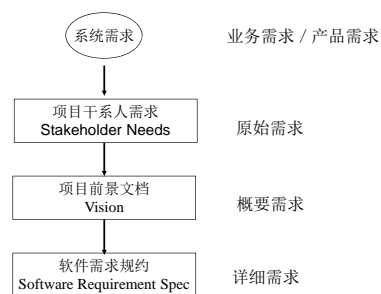 系统需求
业务需求 / 产品需求
项目干系人需求
Stakeholder Needs
原始需求
项目前景文档
Vision
概要需求
软件需求规约
Software Requirement Spec
详细需求